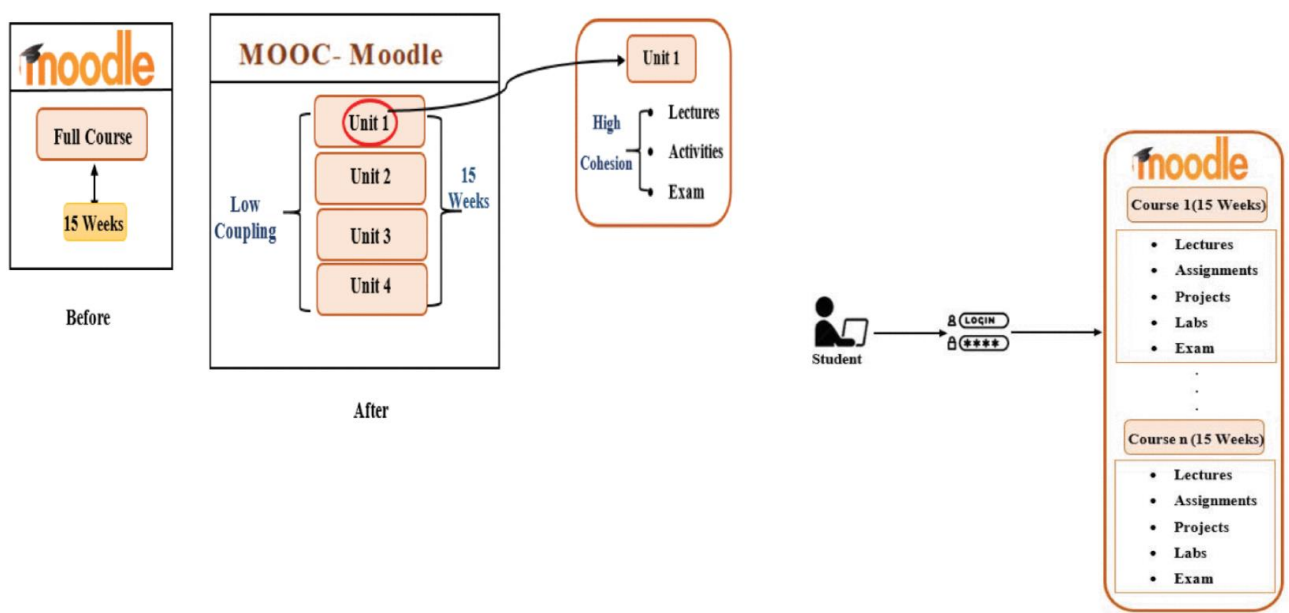 moodle
Full Course
15 Weeks
Before
MOOC- Moodle
Unit 1
Unit 2
Unit 3
Unit 4
Low
Coupling
15
Weeks
After
Unit 1
High
Cohesion
• Lectures
• Activities
• Exam
Student
LOGIN
****
moodle
Course 1(15 Weeks)
• Lectures
• Assignments
• Projects
• Labs
• Exam
.
.
.
Course n (15 Weeks)
• Lectures
• Assignments
• Projects
• Labs
• Exam